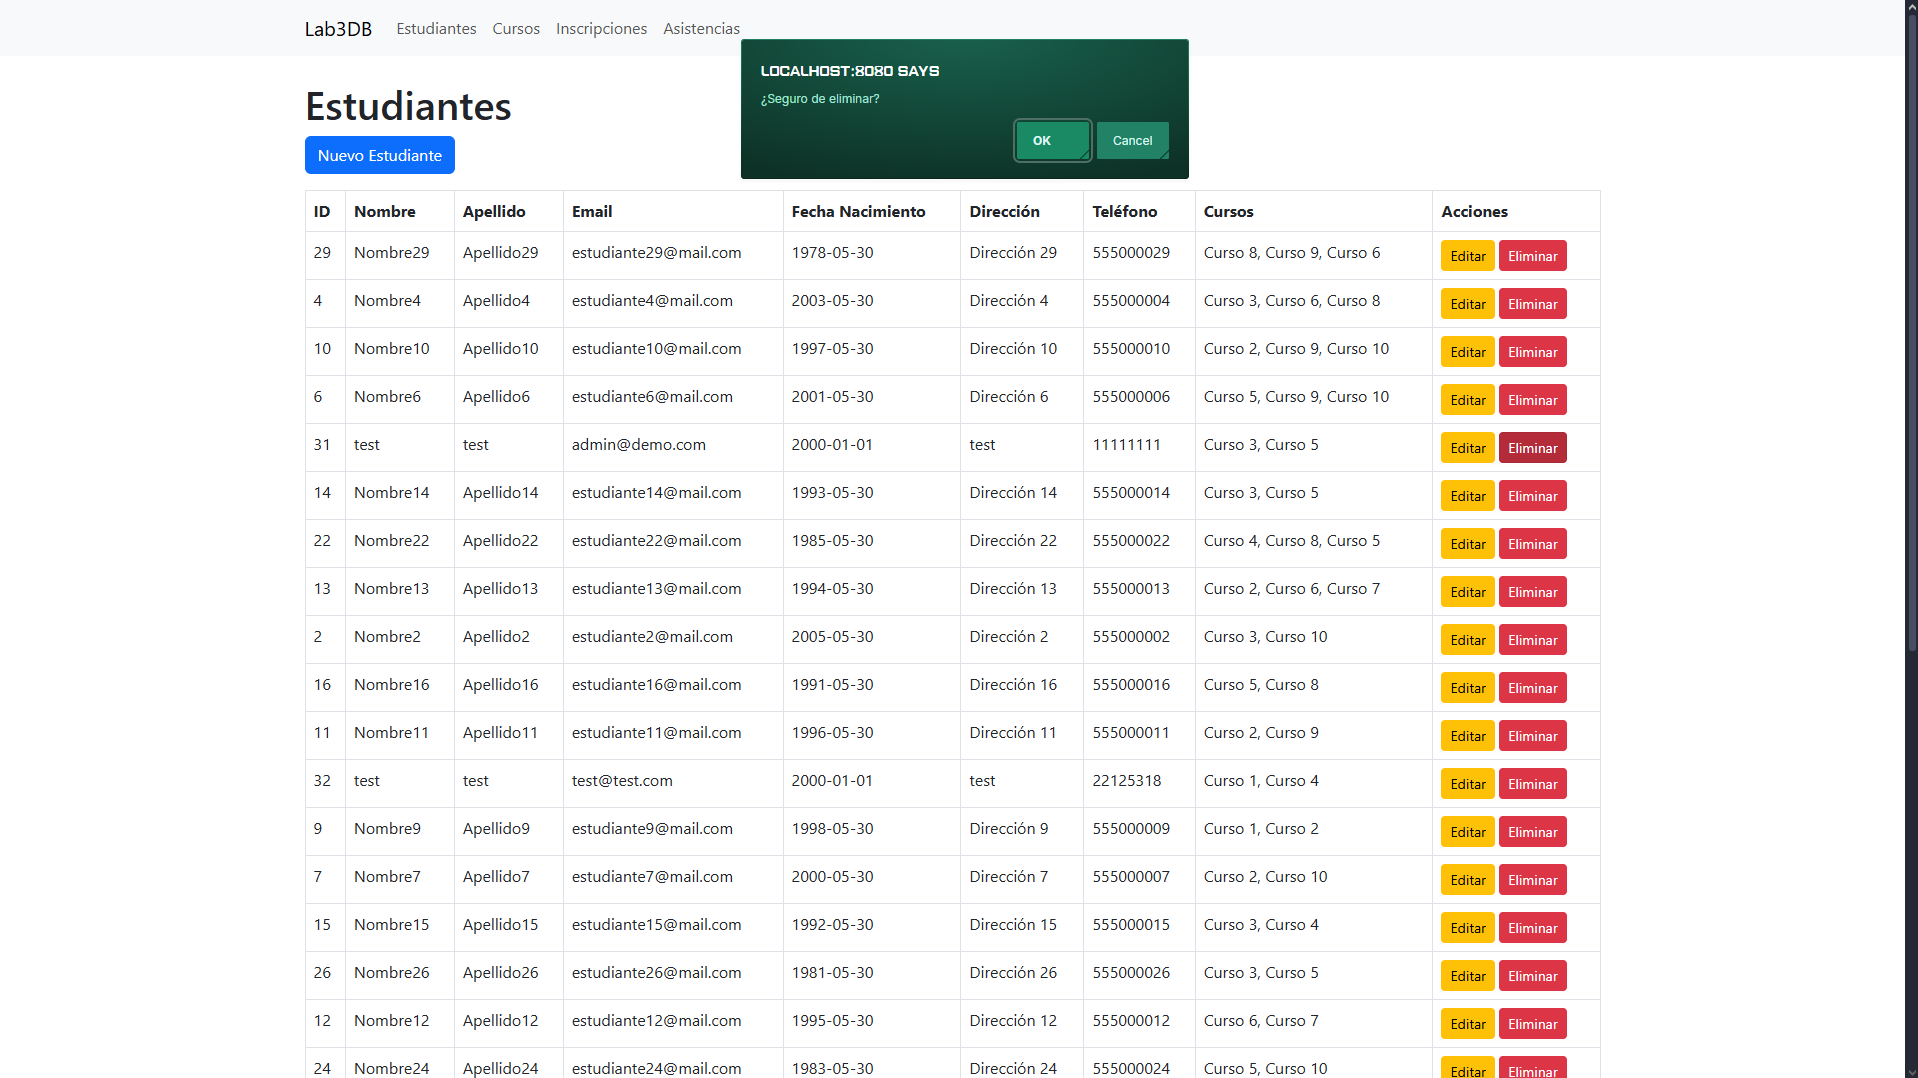 Lab3DB Estudiantes Cursos Inscripciones Asistencias
LOCALHOST:8080 SAYS
¿Seguro de eliminar?
OK Cancel
Estudiantes
Nuevo Estudiante
ID Nombre Apellido Email Fecha Nacimiento Dirección Teléfono Cursos Acciones
29 Nombre29 Apellido29 estudiante29@mail.com 1978-05-30 Dirección 29 555000029 Curso 8, Curso 9, Curso 6 Editar Eliminar
4 Nombre4 Apellido4 estudiante4@mail.com 2003-05-30 Dirección 4 555000004 Curso 3, Curso 6, Curso 8 Editar Eliminar
10 Nombre10 Apellido10 estudiante10@mail.com 1997-05-30 Dirección 10 555000010 Curso 2, Curso 9, Curso 10 Editar Eliminar
6 Nombre6 Apellido6 estudiante6@mail.com 2001-05-30 Dirección 6 555000006 Curso 5, Curso 9, Curso 10 Editar Eliminar
31 test test admin@demo.com 2000-01-01 test 11111111 Curso 3, Curso 5 Editar Eliminar
14 Nombre14 Apellido14 estudiante14@mail.com 1993-05-30 Dirección 14 555000014 Curso 3, Curso 5 Editar Eliminar
22 Nombre22 Apellido22 estudiante22@mail.com 1985-05-30 Dirección 22 555000022 Curso 4, Curso 8, Curso 5 Editar Eliminar
13 Nombre13 Apellido13 estudiante13@mail.com 1994-05-30 Dirección 13 555000013 Curso 2, Curso 6, Curso 7 Editar Eliminar
2 Nombre2 Apellido2 estudiante2@mail.com 2005-05-30 Dirección 2 555000002 Curso 3, Curso 10 Editar Eliminar
16 Nombre16 Apellido16 estudiante16@mail.com 1991-05-30 Dirección 16 555000016 Curso 5, Curso 8 Editar Eliminar
11 Nombre11 Apellido11 estudiante11@mail.com 1996-05-30 Dirección 11 555000011 Curso 2, Curso 9 Editar Eliminar
32 test test test@test.com 2000-01-01 test 22125318 Curso 1, Curso 4 Editar Eliminar
9 Nombre9 Apellido9 estudiante9@mail.com 1998-05-30 Dirección 9 555000009 Curso 1, Curso 2 Editar Eliminar
7 Nombre7 Apellido7 estudiante7@mail.com 2000-05-30 Dirección 7 555000007 Curso 2, Curso 10 Editar Eliminar
15 Nombre15 Apellido15 estudiante15@mail.com 1992-05-30 Dirección 15 555000015 Curso 3, Curso 4 Editar Eliminar
26 Nombre26 Apellido26 estudiante26@mail.com 1981-05-30 Dirección 26 555000026 Curso 3, Curso 5 Editar Eliminar
12 Nombre12 Apellido12 estudiante12@mail.com 1995-05-30 Dirección 12 555000012 Curso 6, Curso 7 Editar Eliminar
24 Nombre24 Apellido24 estudiante24@mail.com 1983-05-30 Dirección 24 555000024 Curso 5, Curso 10 Editar Eliminar